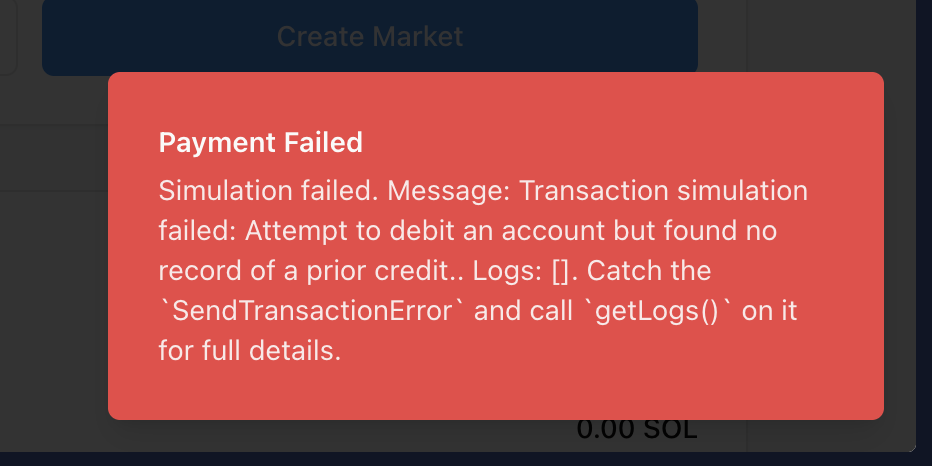 Create Market
Payment Failed
Simulation failed. Message: Transaction simulation
failed: Attempt to debit an account but found no
record of a prior credit.. Logs: []. Catch the
`SendTransactionError` and call `getLogs()` on it
for full details.
0.00 SOL